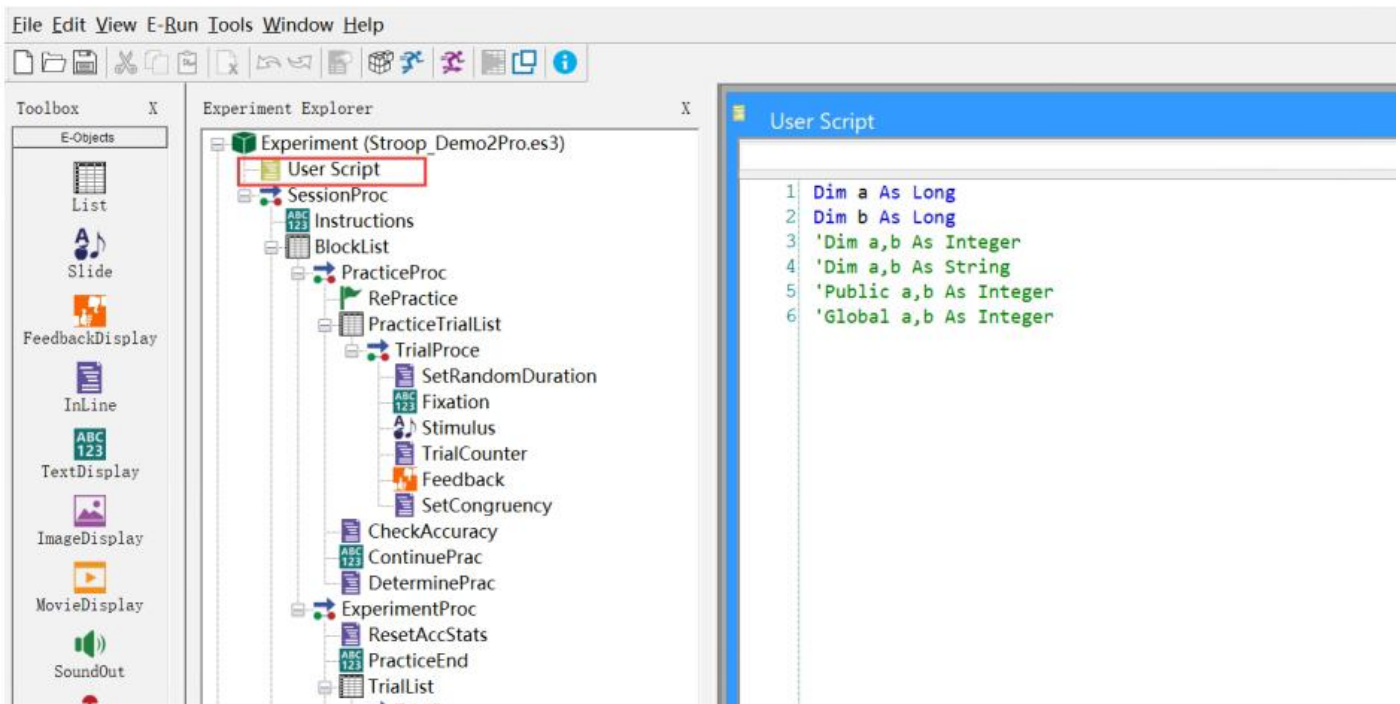 File Edit View E-Run Tools Window Help
Toolbox X
E-Objects
List
Slide
FeedbackDisplay
InLine
ABC
123
TextDisplay
ImageDisplay
MovieDisplay
SoundOut
Experiment Explorer X
Experiment (Stroop_Demo2Pro.es3)
User Script
SessionProc
Instructions
BlockList
PracticeProc
RePractice
PracticeTrialList
TrialProce
SetRandomDuration
Fixation
Stimulus
TrialCounter
Feedback
SetCongruency
CheckAccuracy
ContinuePrac
DeterminePrac
ExperimentProc
ResetAccStats
PracticeEnd
TrialList
User Script
1 Dim a As Long
2 Dim b As Long
3 'Dim a,b As Integer
4 'Dim a,b As String
5 'Public a,b As Integer
6 'Global a,b As Integer